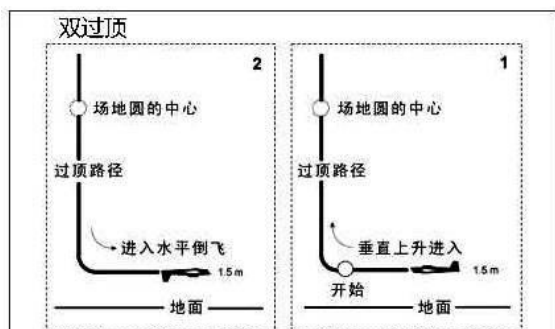 双过顶
2
场地圆的中心
过顶路径
进入水平倒飞
1.5 m
地面
1
场地圆的中心
过顶路径
垂直上升进入
1.5 m
开始
地面